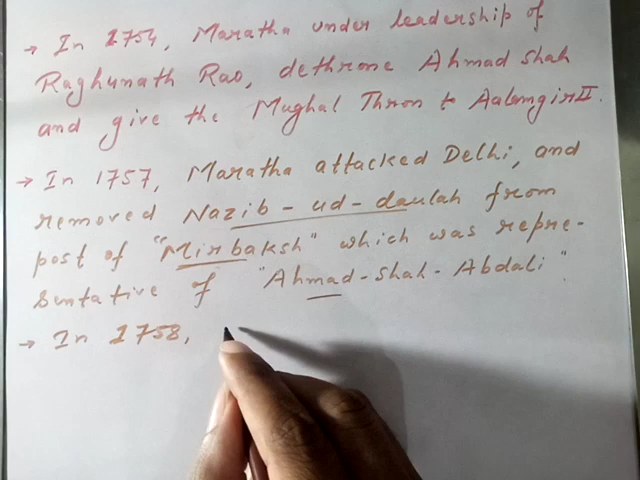 → In 1754, Maratha under leadership of
Raghunath Rao, dethrone Ahmad Shah
and give the Mughal Thron to Aalamgir II.
→ In 1757, Maratha attacked Delhi, and
removed Nazib-ud-daulah from
post of "Mirbaksh" which was repre-
sentative of "Ahmad-Shah-Abdali".
→ In 1758,